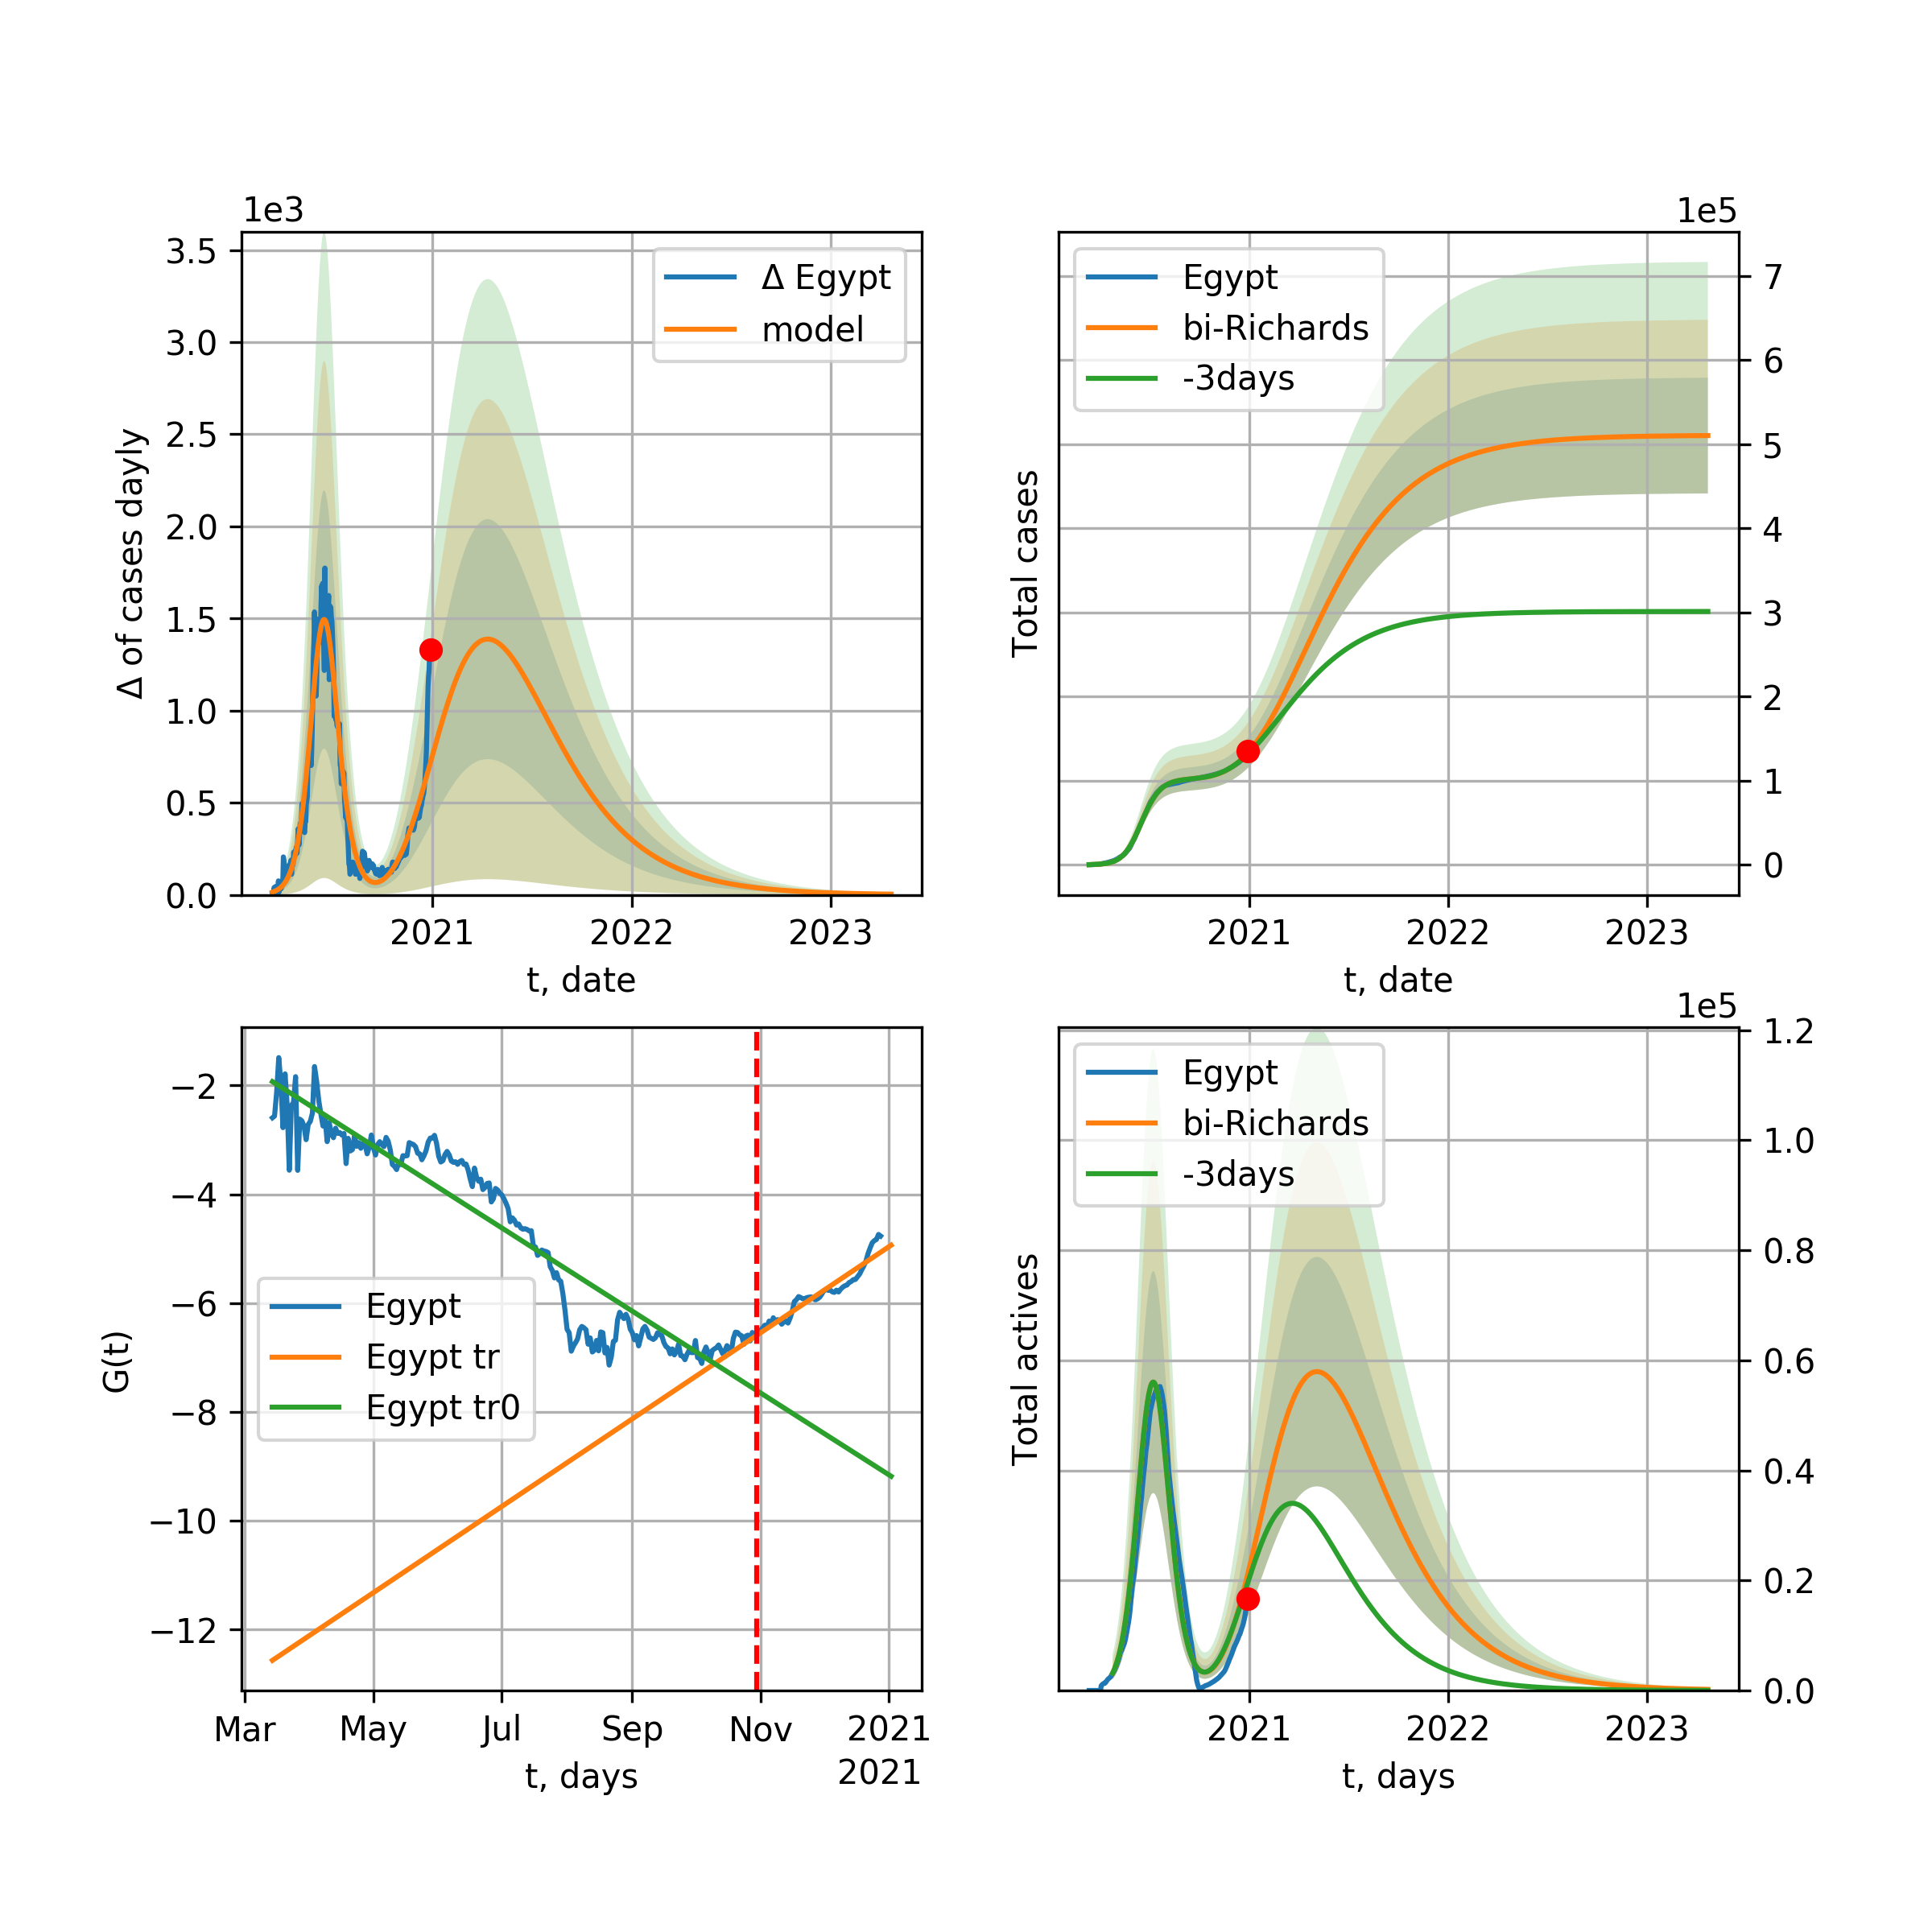 1e3
3.5
3.0
2.5
2.0
1.5
1.0
0.5
0.0
Δ of cases dayly
Δ Egypt
model
2021 2022 2023
t, date
1e5
Total cases
Egypt
bi-Richards
-3days
7
6
5
4
3
2
1
0
2021 2022 2023
t, date
−2
−4
−6
−8
−10
−12
G(t)
Egypt
Egypt tr
Egypt tr0
Mar May Jul Sep Nov 2021
t, days 2021
1e5
Total actives
Egypt
bi-Richards
-3days
1.2
1.0
0.8
0.6
0.4
0.2
0.0
2021 2022 2023
t, days